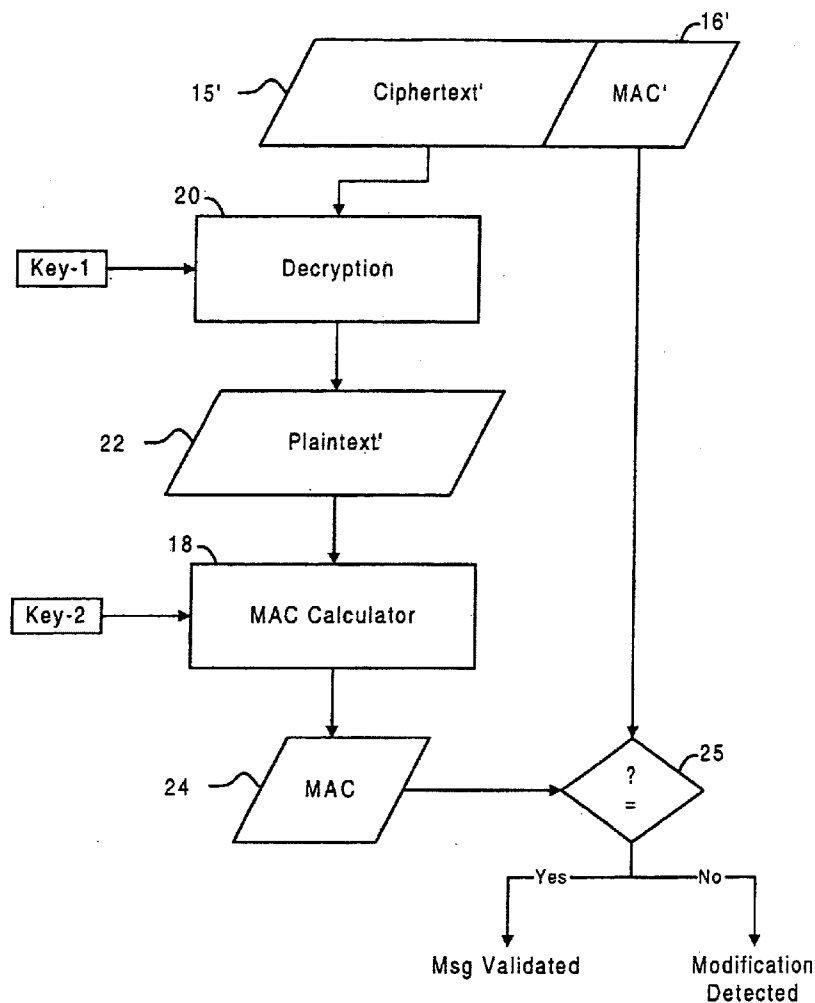 16'
15'
Ciphertext'
MAC'
20
Key-1
Decryption
22
Plaintext'
18
Key-2
MAC Calculator
24
MAC
?
=
25
Yes
No
Msg Validated
Modification
Detected